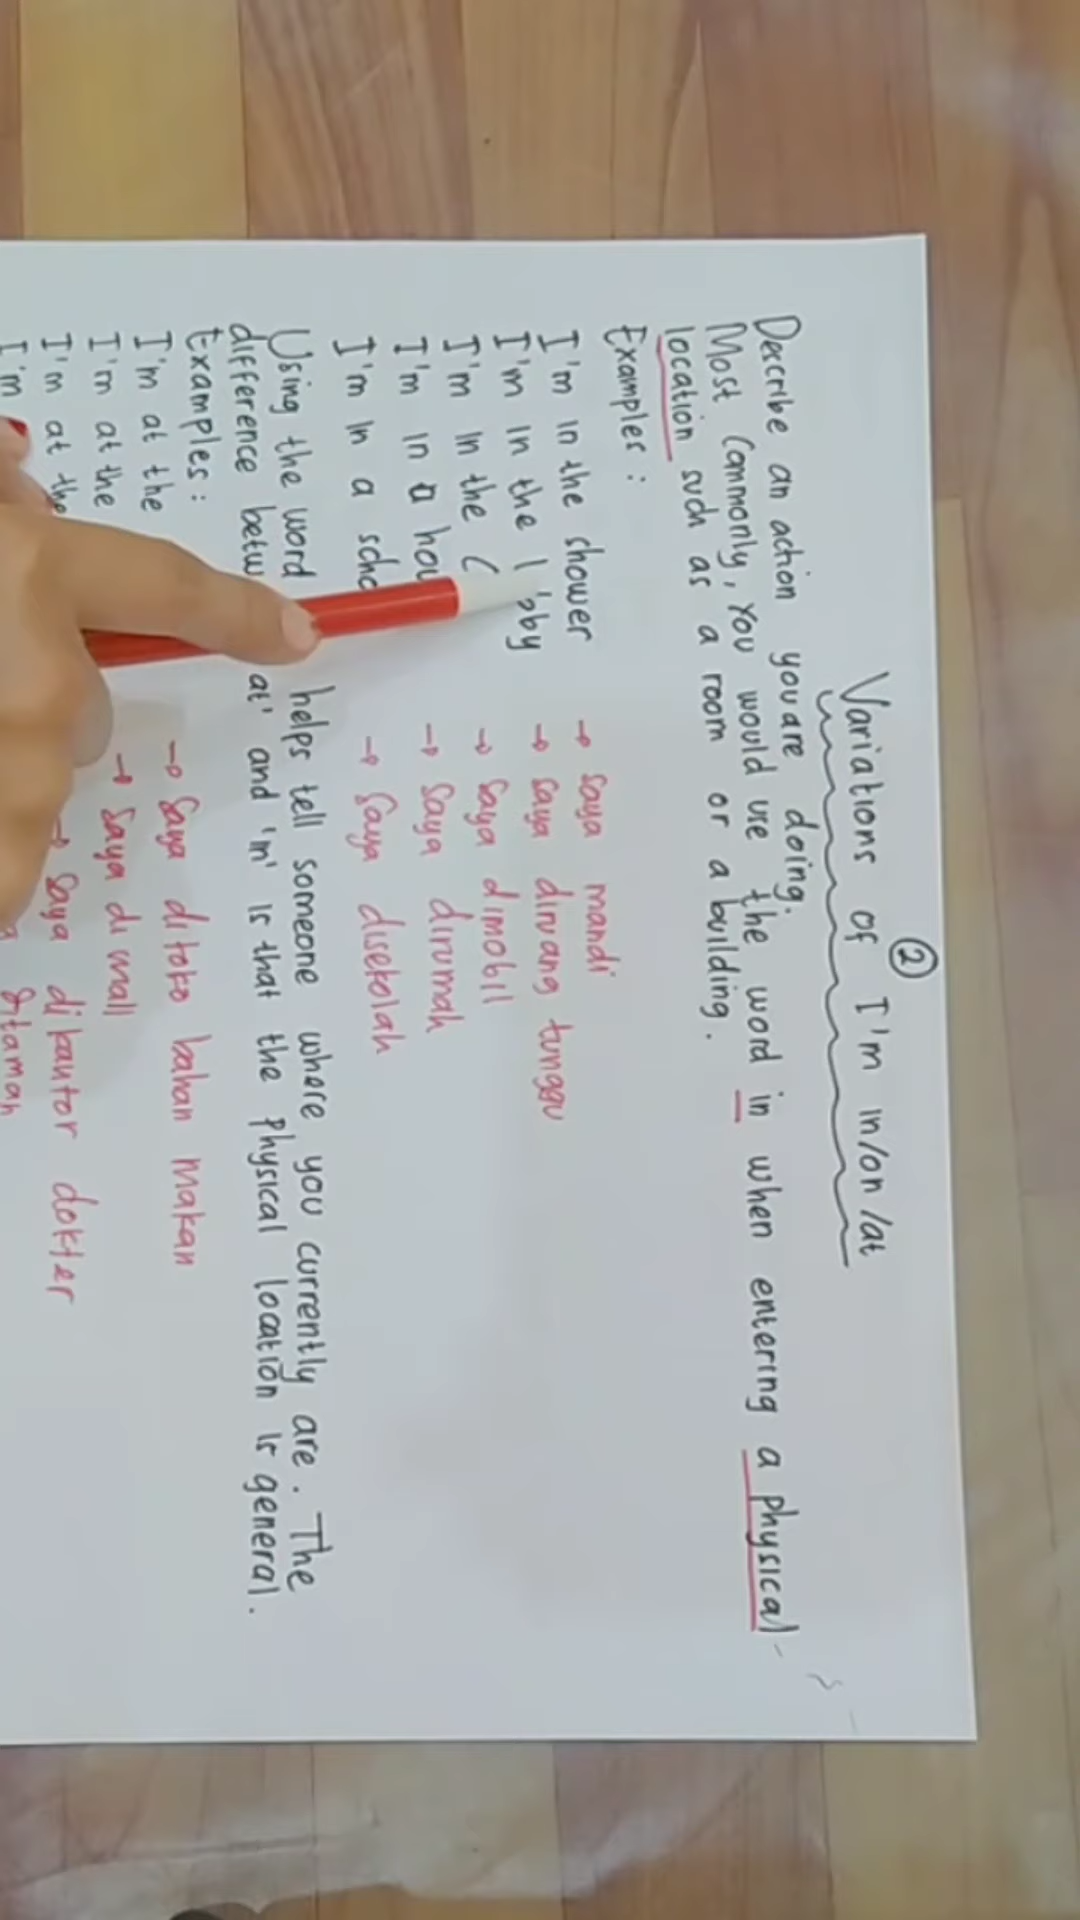 ②
Variations of I'm in/on/at
Describe an action you are doing.
Most Commonly, You would use the word in when entering a physical-
location such as a room or a building.
Examples :
I'm in the shower → saya mandi
I'm in the → saya diruang tunggu
I'm in the → saya dimobil
I'm in a → saya dirumah
I'm in a → saya disekolah
Using the word helps tell someone where you currently are. The
difference at' and 'in' is that the physical location is general.
Examples :
I'm at the → saya di toko bahan makan
I'm at the → saya di mall
I'm at the → saya di kantor dokter
I'm ditaman